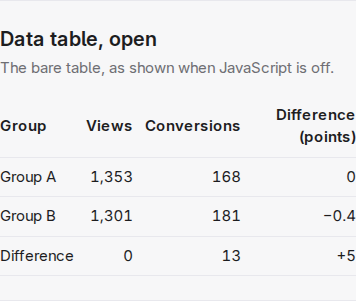 Data table, open
The bare table, as shown when JavaScript is off.
Group Views Conversions Difference (points)
Group A 1,353 168 0
Group B 1,301 181 −0.4
Difference 0 13 +5